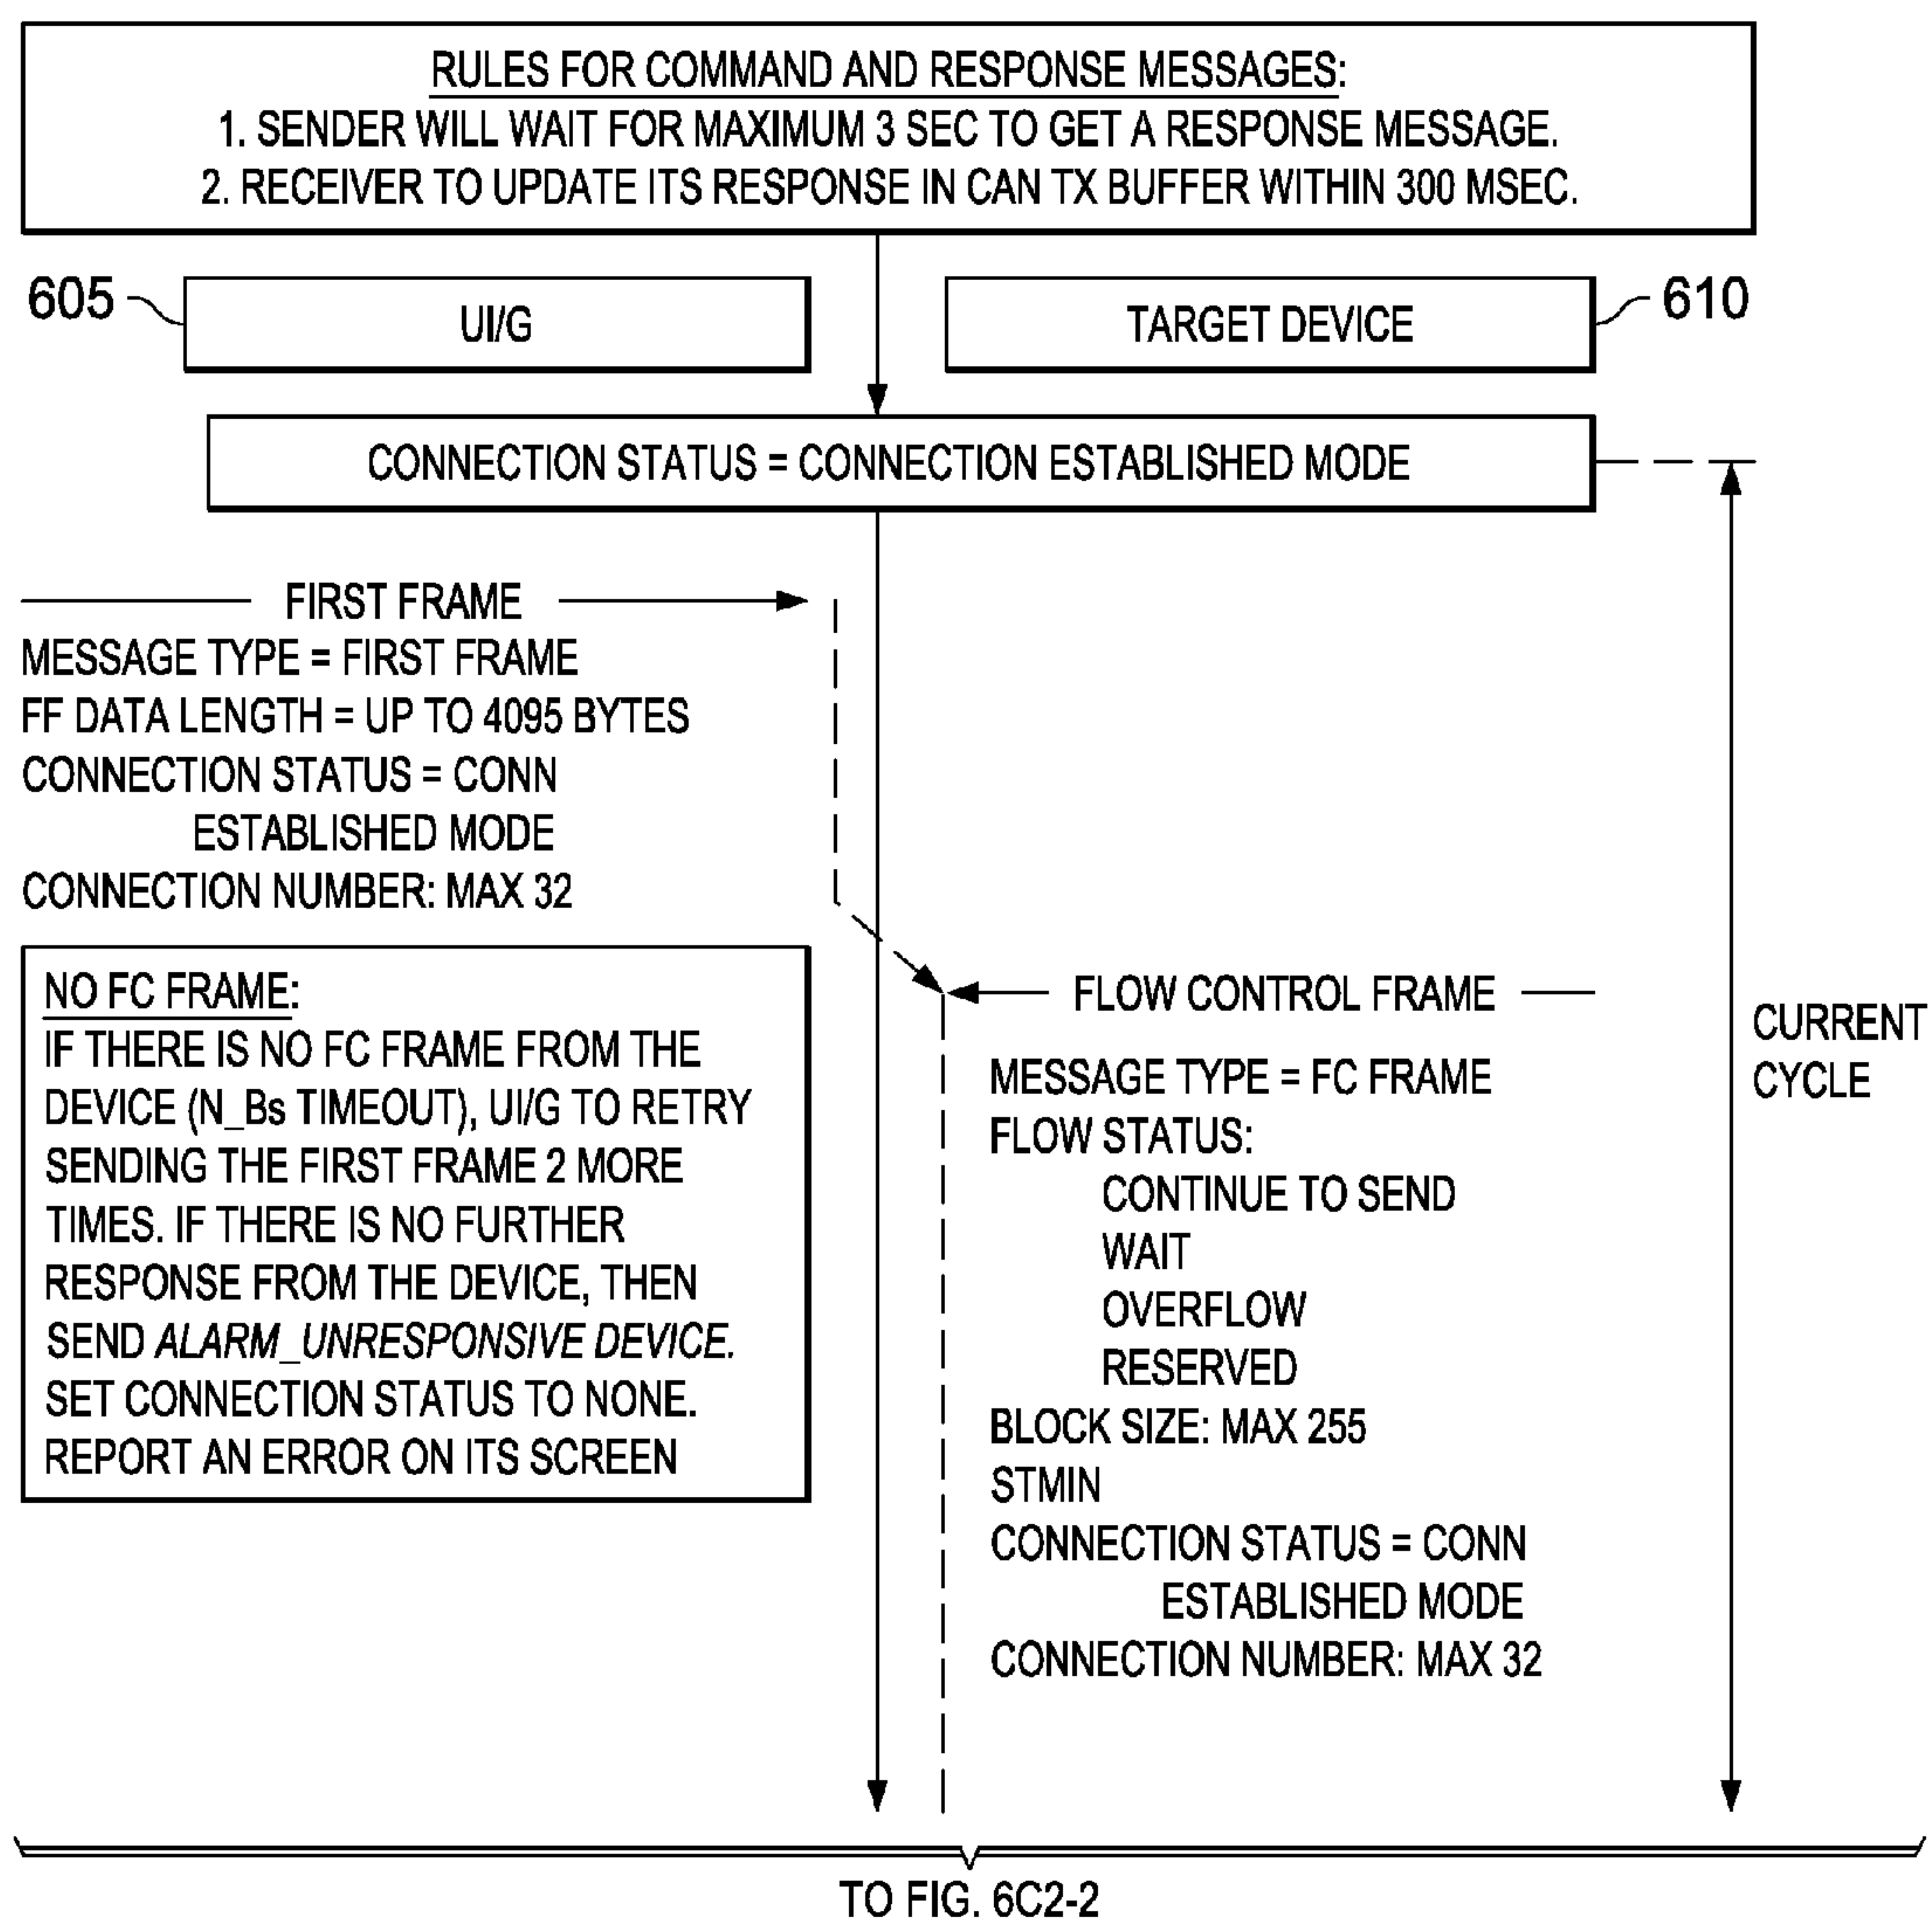 RULES FOR COMMAND AND RESPONSE MESSAGES:
1. SENDER WILL WAIT FOR MAXIMUM 3 SEC TO GET A RESPONSE MESSAGE.
2. RECEIVER TO UPDATE ITS RESPONSE IN CAN TX BUFFER WITHIN 300 MSEC.
605
UI/G
TARGET DEVICE
610
CONNECTION STATUS = CONNECTION ESTABLISHED MODE
FIRST FRAME
MESSAGE TYPE = FIRST FRAME
FF DATA LENGTH = UP TO 4095 BYTES
CONNECTION STATUS = CONN
ESTABLISHED MODE
CONNECTION NUMBER: MAX 32
NO FC FRAME:
IF THERE IS NO FC FRAME FROM THE
DEVICE (N_Bs TIMEOUT), UI/G TO RETRY
SENDING THE FIRST FRAME 2 MORE
TIMES. IF THERE IS NO FURTHER
RESPONSE FROM THE DEVICE, THEN
SEND ALARM_UNRESPONSIVE DEVICE.
SET CONNECTION STATUS TO NONE.
REPORT AN ERROR ON ITS SCREEN
FLOW CONTROL FRAME
MESSAGE TYPE = FC FRAME
FLOW STATUS:
CONTINUE TO SEND
WAIT
OVERFLOW
RESERVED
BLOCK SIZE: MAX 255
STMIN
CONNECTION STATUS = CONN
ESTABLISHED MODE
CONNECTION NUMBER: MAX 32
CURRENT
CYCLE
TO FIG. 6C2-2